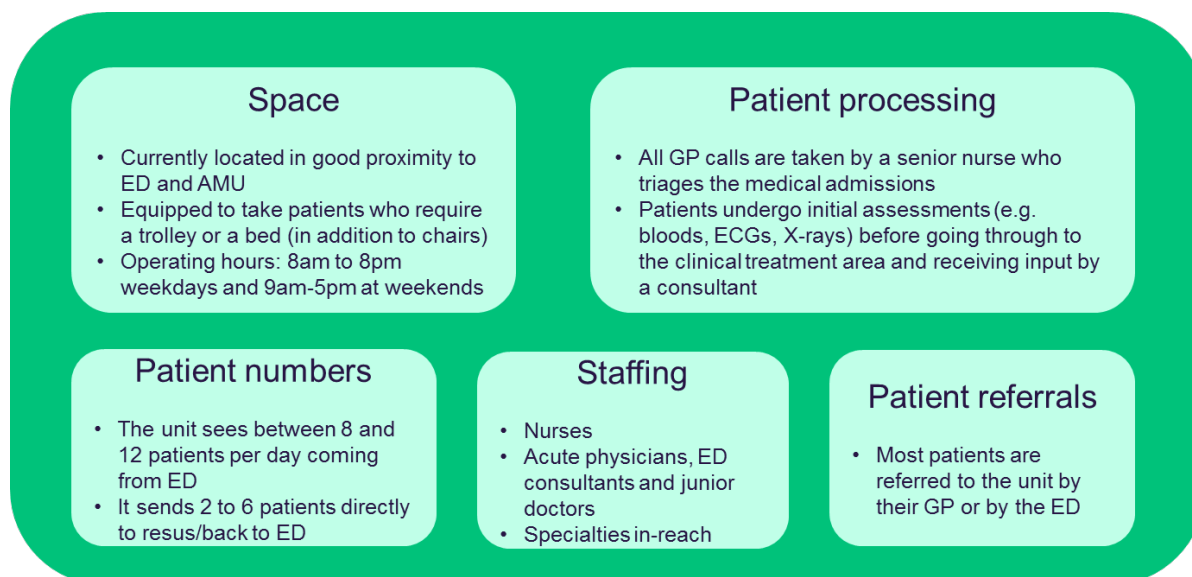 Space
• Currently located in good proximity to
ED and AMU
• Equipped to take patients who require
a trolley or a bed (in addition to chairs)
• Operating hours: 8am to 8pm
weekdays and 9am-5pm at weekends
Patient processing
• All GP calls are taken by a senior nurse who
triages the medical admissions
• Patients undergo initial assessments (e.g.
bloods, ECGs, X-rays) before going through to
the clinical treatment area and receiving input by
a consultant
Patient numbers
• The unit sees between 8 and
12 patients per day coming
from ED
• It sends 2 to 6 patients directly
to resus/back to ED
Staffing
• Nurses
• Acute physicians, ED
consultants and junior
doctors
• Specialties in-reach
Patient referrals
• Most patients are
referred to the unit by
their GP or by the ED